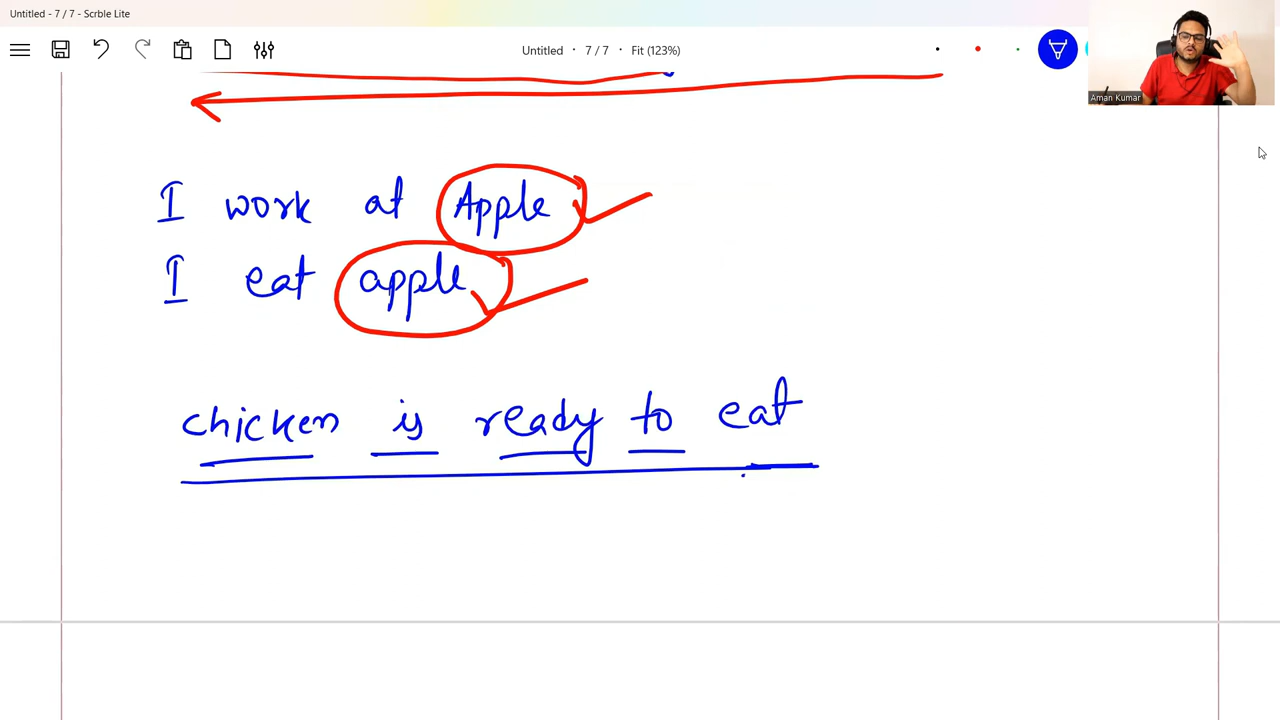 Untitled - 7 / 7 - Scrble Lite
Untitled · 7 / 7 · Fit (123%)
Aman Kumar
I work at Apple
I eat apple
chicken is ready to eat